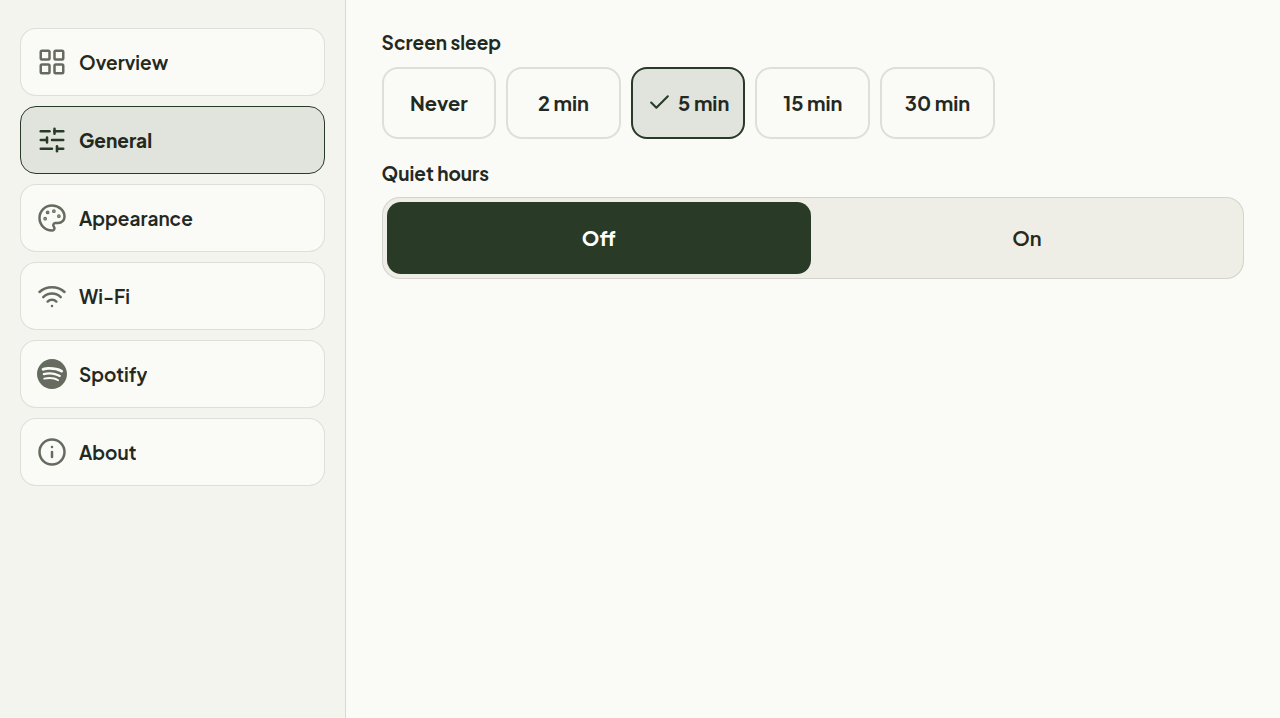 Overview
General
Appearance
Wi-Fi
Spotify
About
Screen sleep
Never
2 min
5 min
15 min
30 min
Quiet hours
Off
On